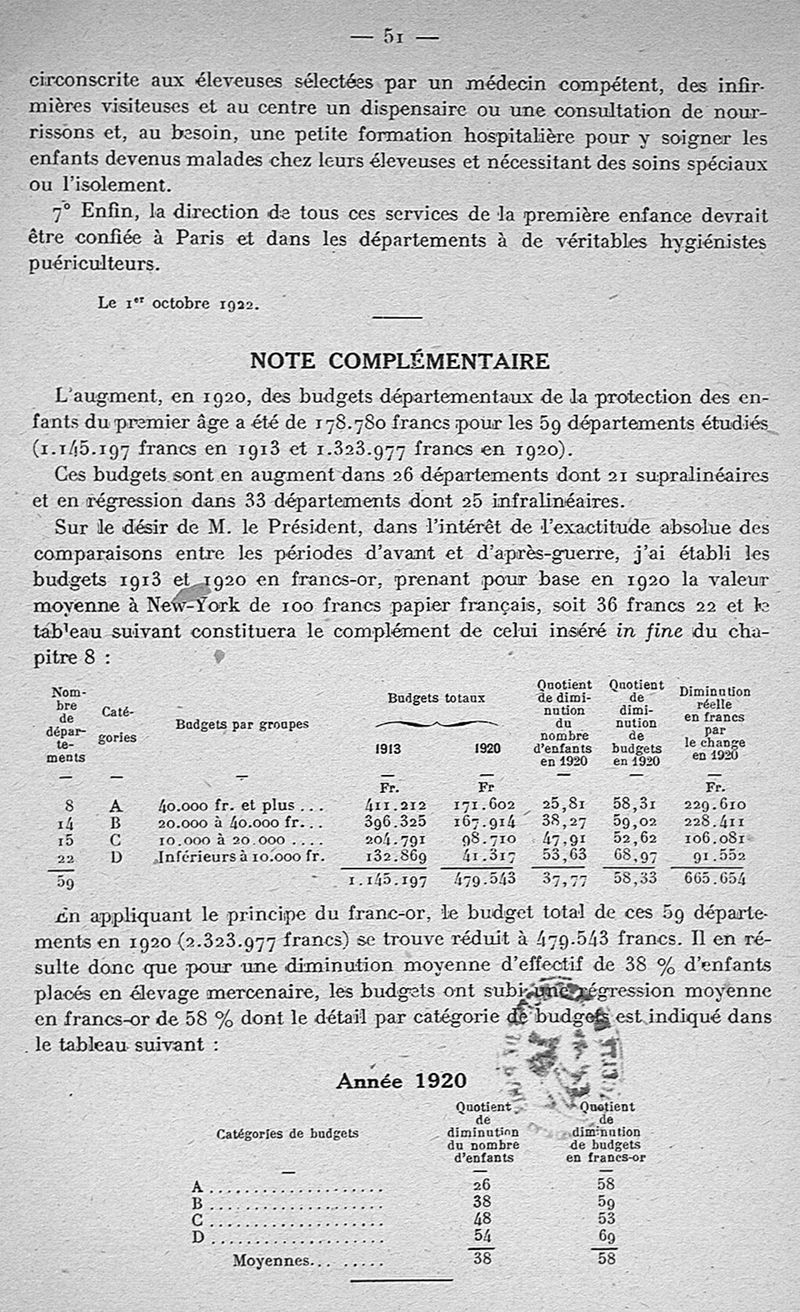 — 51 —
circonscrite aux éleveuses sélectées par un médecin compétent, des infir-
mières visiteuses et au centre un dispensaire ou une consultation de nour-
rissons et, au besoin, une petite formation hospitalière pour y soigner les
enfants devenus malades chez leurs éleveuses et nécessitant des soins spéciaux
ou l'isolement.
7° Enfin, la direction de tous ces services de la première enfance devrait
être confiée à Paris et dans les départements à de véritables hygiénistes
puériculteurs.
Le 1er octobre 1922.
NOTE COMPLÉMENTAIRE
L'augment, en 1920, des budgets départementaux de la protection des en-
fants du premier âge a été de 178.780 francs pour les 59 départements étudiés
(1.145.197 francs en 1913 et 1.323.977 francs en 1920).
Ces budgets sont en augment dans 26 départements dont 21 supralinéaires
et en régression dans 33 départements dont 25 infralinéaires.
Sur le désir de M. le Président, dans l'intérêt de l'exactitude absolue des
comparaisons entre les périodes d'avant et d'après-guerre, j'ai établi les
budgets 1913 et 1920 en francs-or, prenant pour base en 1920 la valeur
moyenne à New-York de 100 francs papier français, soit 36 francs 22 et le
tableau suivant constituera le complément de celui inséré in fine du cha-
pitre 8 :
Nom-
bre
de
dépar-
te-
ments
Caté-
gories
Budgets par groupes
Budgets totaux
1913 1920
Quotient
de dimi-
nution
du
nombre
d'enfants
en 1920
Quotient
de
dimi-
nution
de
budgets
en 1920
Diminution
réelle
en francs
par
le change
en 1920
Fr. Fr Fr.
8 A 40.000 fr. et plus ... 411.212 171.602 25,81 58,31 229.610
14 B 20.000 à 40.000 fr... 396.325 167.914 38,27 59,02 228.411
15 C 10.000 à 20.000 .... 204.791 98.710 47,91 52,62 106.081
22 D Inférieurs à 10.000 fr. 132.869 41.317 53,63 68,97 91.552
59 1.145.197 479.543 37,77 58,33 665.654
En appliquant le principe du franc-or, le budget total de ces 59 départe-
ments en 1920 (2.323.977 francs) se trouve réduit à 479.543 francs. Il en ré-
sulte donc que pour une diminution moyenne d'effectif de 38 % d'enfants
placés en élevage mercenaire, les budgets ont subi une régression moyenne
en francs-or de 58 % dont le détail par catégorie de budgets est indiqué dans
le tableau suivant :
Année 1920
Catégories de budgets
Quotient
de
diminution
du nombre
d'enfants
Quotient
de
diminution
de budgets
en francs-or
A .................... 26 58
B .................... 38 59
C .................... 48 53
D .................... 54 69
Moyennes... ...... 38 58